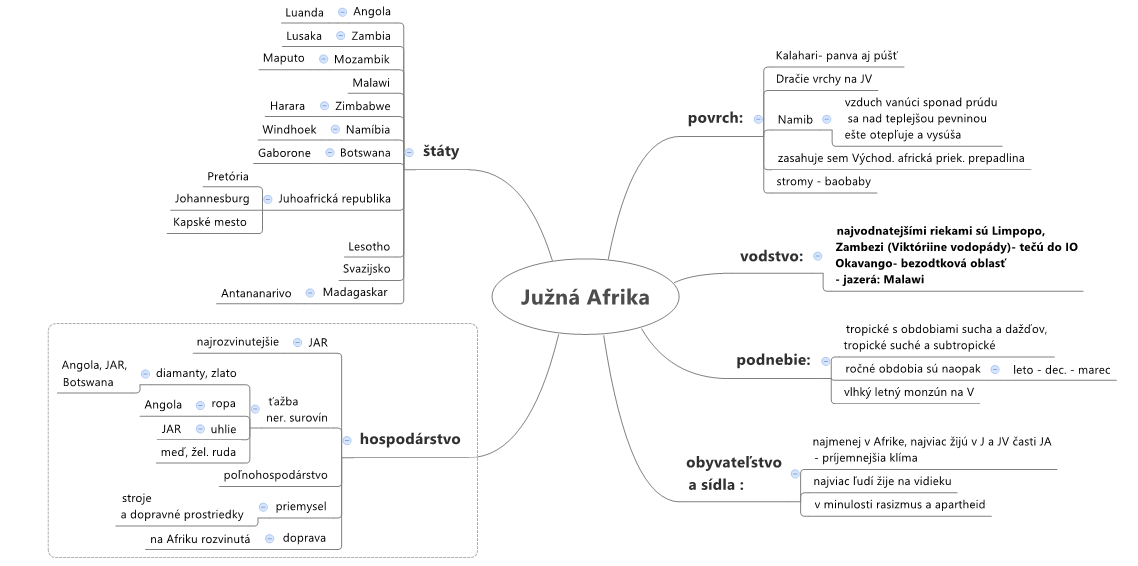 Južná Afrika
štáty
Luanda Angola
Lusaka Zambia
Maputo Mozambik
Malawi
Harara Zimbabwe
Windhoek Namíbia
Gaborone Botswana
Pretória
Johannesburg Juhoafrická republika
Kapské mesto
Lesotho
Svazijsko
Antananarivo Madagaskar
hospodárstvo
najrozvinutejšie JAR
Angola, JAR,
Botswana
diamanty, zlato
ťažba
ner. surovín
Angola ropa
JAR uhlie
meď, žel. ruda
poľnohospodárstvo
stroje
a dopravné prostriedky
priemysel
na Afriku rozvinutá doprava
povrch:
Kalahari- panva aj púšť
Dračie vrchy na JV
Namib
vzduch vanúci sponad prúdu
sa nad teplejšou pevninou
ešte otepľuje a vysúša
zasahuje sem Východ. africká priek. prepadlina
stromy - baobaby
vodstvo:
najvodnatejšími riekami sú Limpopo,
Zambezi (Viktóriine vodopády)- tečú do IO
Okavango- bezodtková oblasť
- jazerá: Malawi
podnebie:
tropické s obdobiami sucha a dažďov,
tropické suché a subtropické
ročné obdobia sú naopak leto - dec. - marec
vlhký letný monzún na V
obyvateľstvo
a sídla :
najmenej v Afrike, najviac žijú v J a JV časti JA
- príjemnejšia klíma
najviac ľudí žije na vidieku
v minulosti rasizmus a apartheid